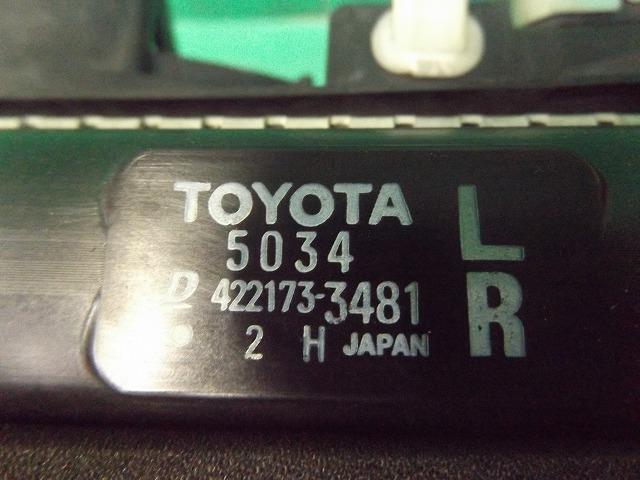 TOYOTA
5034
D 422173-3481
2 H JAPAN
L
R